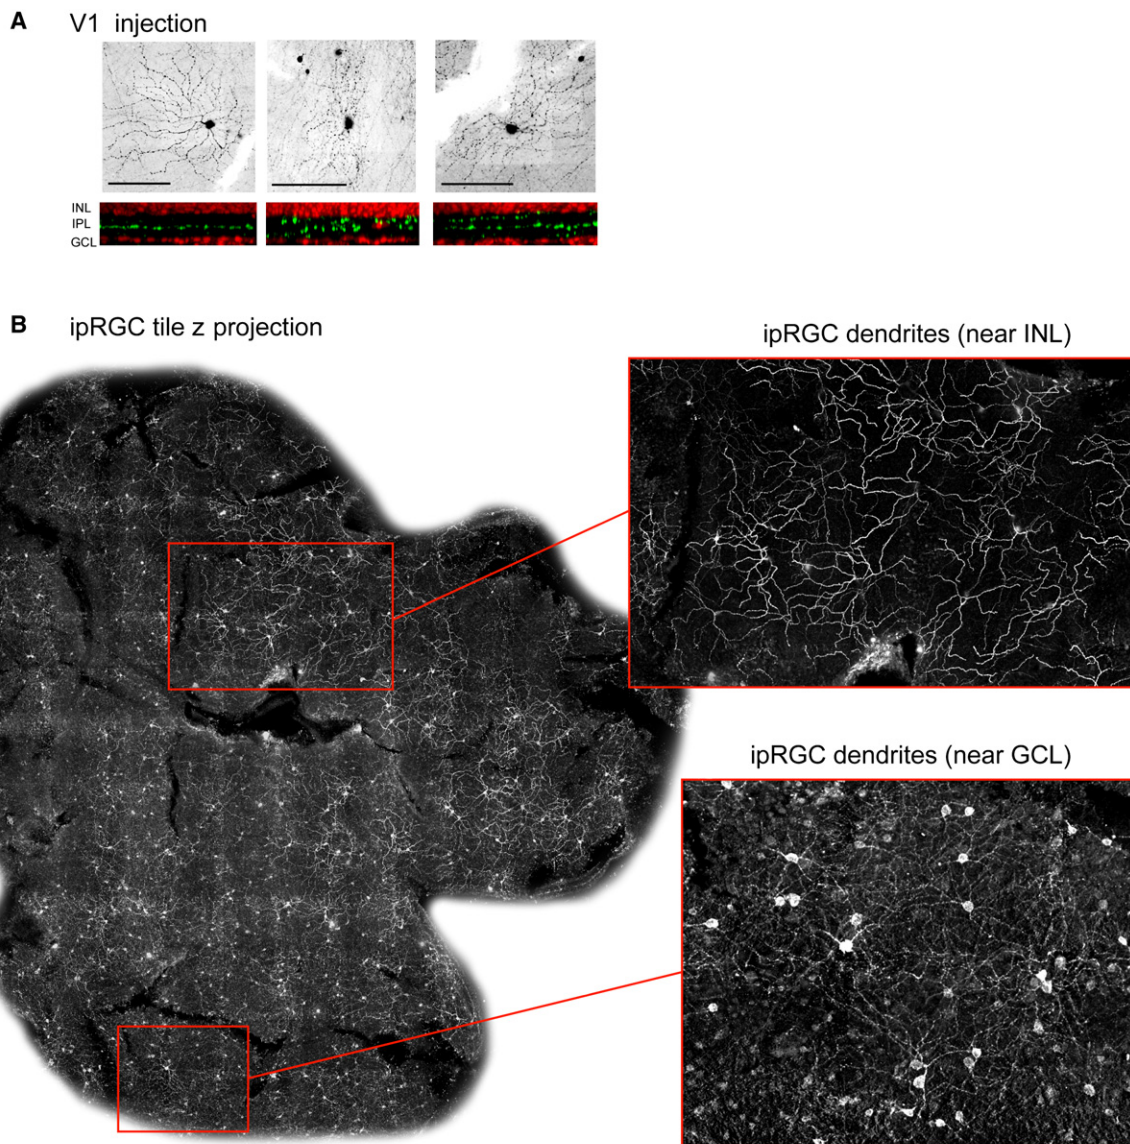 A V1 injection
INL
IPL
GCL
B ipRGC tile z projection
ipRGC dendrites (near INL)
ipRGC dendrites (near GCL)